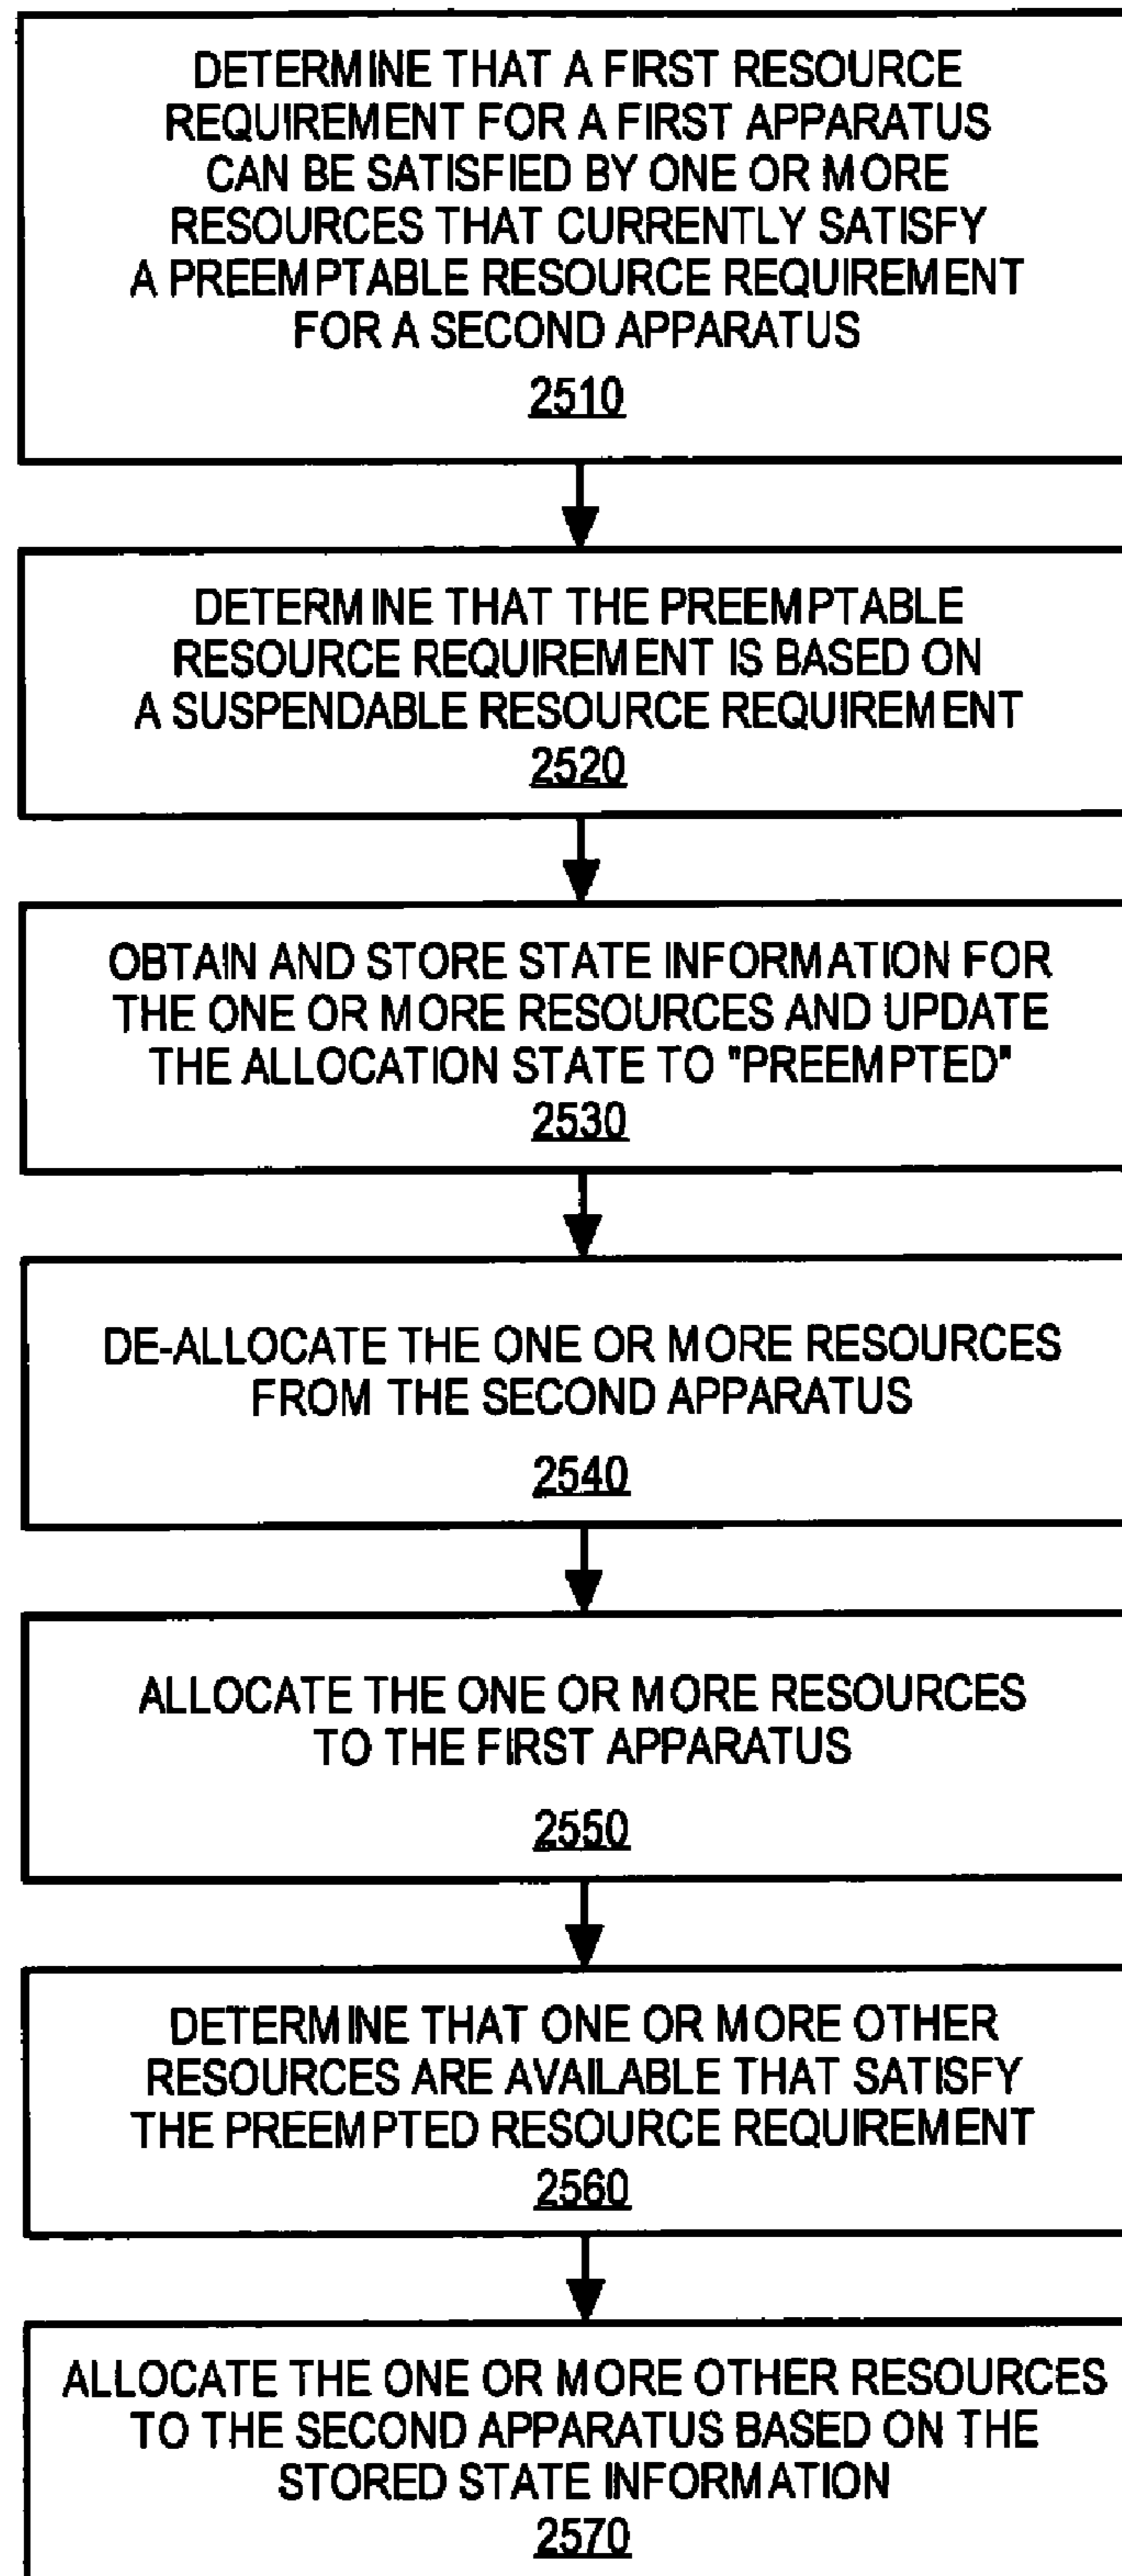 DETERMINE THAT A FIRST RESOURCE
REQUIREMENT FOR A FIRST APPARATUS
CAN BE SATISFIED BY ONE OR MORE
RESOURCES THAT CURRENTLY SATISFY
A PREEMPTABLE RESOURCE REQUIREMENT
FOR A SECOND APPARATUS
2510
DETERMINE THAT THE PREEMPTABLE
RESOURCE REQUIREMENT IS BASED ON
A SUSPENDABLE RESOURCE REQUIREMENT
2520
OBTAIN AND STORE STATE INFORMATION FOR
THE ONE OR MORE RESOURCES AND UPDATE
THE ALLOCATION STATE TO "PREEMPTED"
2530
DE-ALLOCATE THE ONE OR MORE RESOURCES
FROM THE SECOND APPARATUS
2540
ALLOCATE THE ONE OR MORE RESOURCES
TO THE FIRST APPARATUS
2550
DETERMINE THAT ONE OR MORE OTHER
RESOURCES ARE AVAILABLE THAT SATISFY
THE PREEMPTED RESOURCE REQUIREMENT
2560
ALLOCATE THE ONE OR MORE OTHER RESOURCES
TO THE SECOND APPARATUS BASED ON THE
STORED STATE INFORMATION
2570